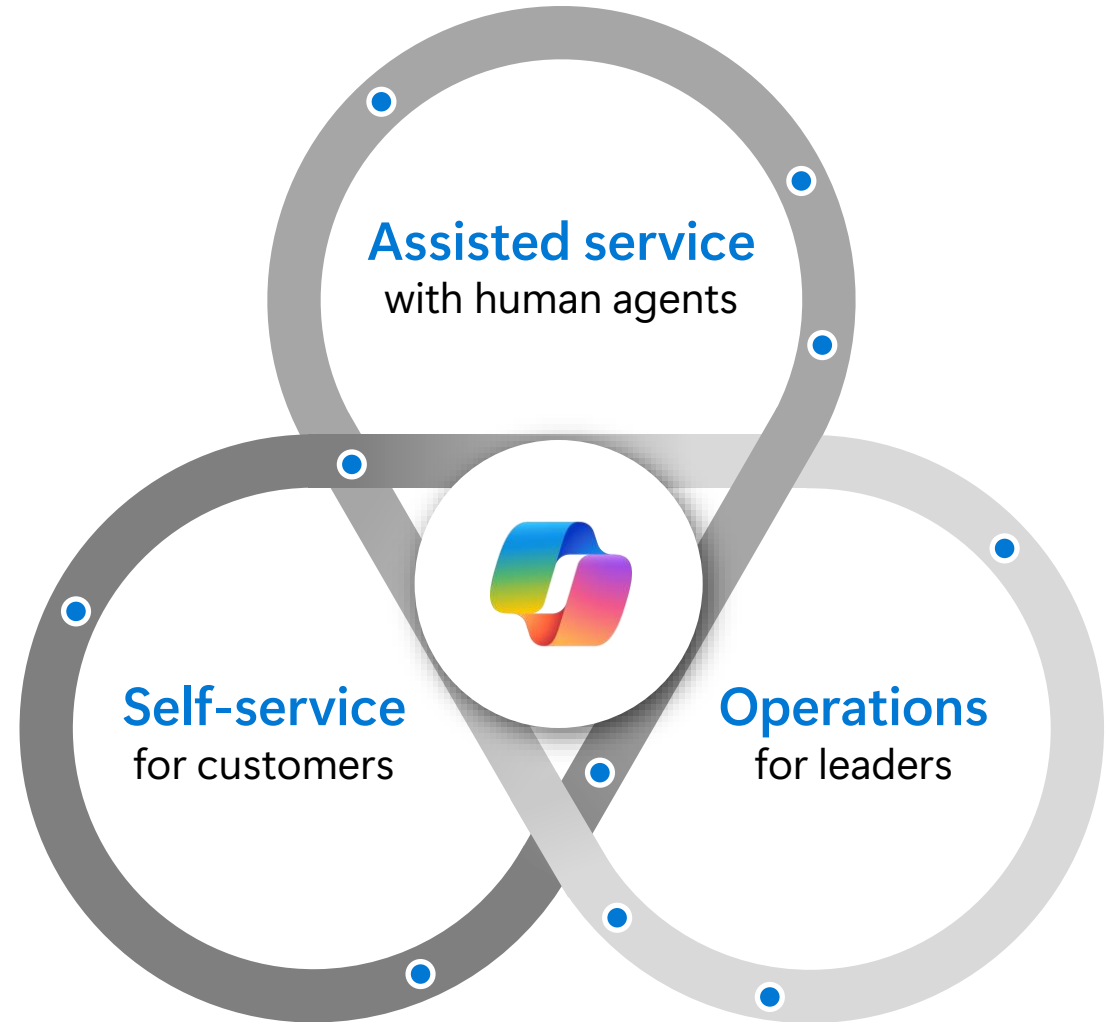 Assisted service
with human agents
Self-service
for customers
Operations
for leaders